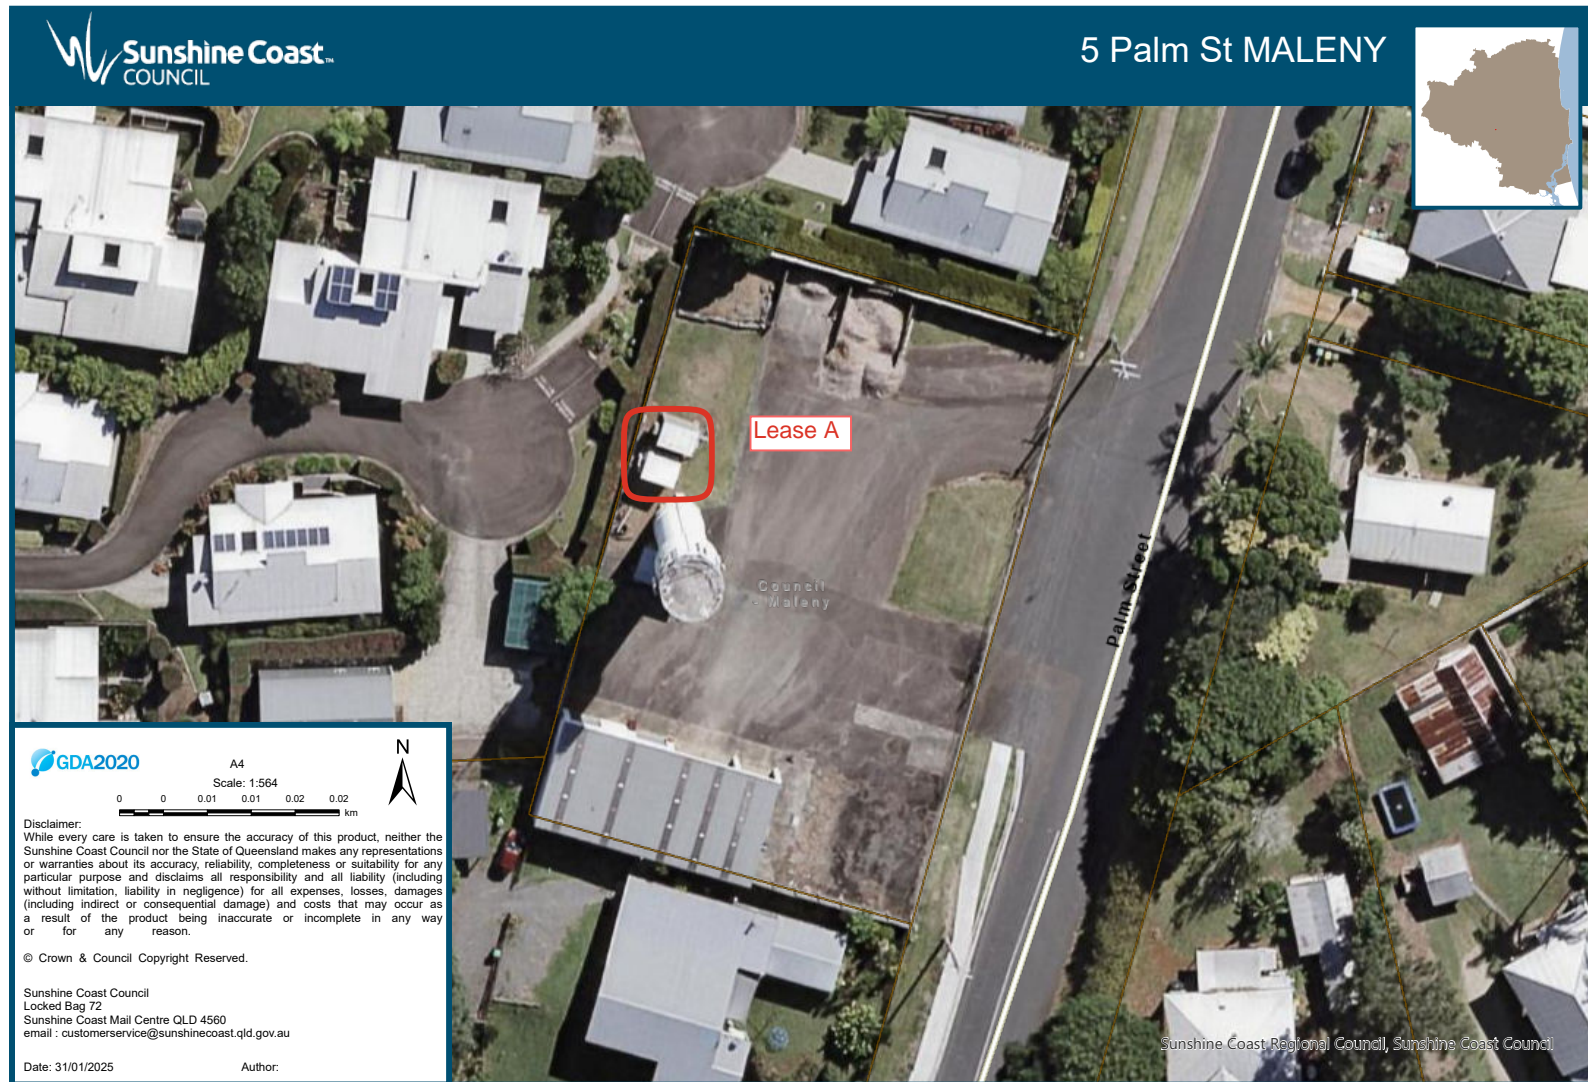 Sunshine Coast™
COUNCIL
5 Palm St MALENY
Lease A
Council
- Maleny
Palm Street
GDA2020
A4
Scale: 1:564
N
0 0 0.01 0.01 0.02 0.02
km
Disclaimer:
While every care is taken to ensure the accuracy of this product, neither the
Sunshine Coast Council nor the State of Queensland makes any representations
or warranties about its accuracy, reliability, completeness or suitability for any
particular purpose and disclaims all responsibility and all liability (including
without limitation, liability in negligence) for all expenses, losses, damages
(including indirect or consequential damage) and costs that may occur as
a result of the product being inaccurate or incomplete in any way
or for any reason.
© Crown & Council Copyright Reserved.
Sunshine Coast Council
Locked Bag 72
Sunshine Coast Mail Centre QLD 4560
email : customerservice@sunshinecoast.qld.gov.au
Date: 31/01/2025 Author:
Sunshine Coast Regional Council, Sunshine Coast Council